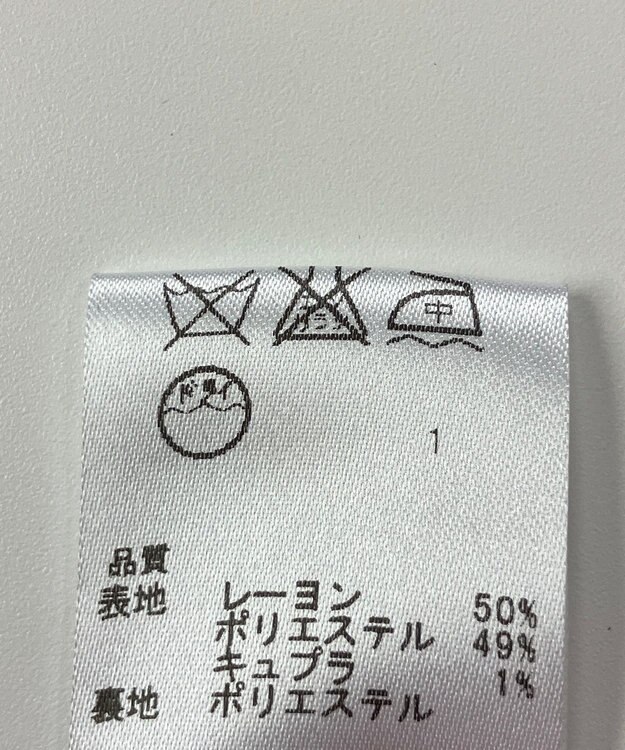 エンソ
中
ドライ
1
品質
表地 レーヨン 50%
ポリエステル 49%
キュプラ 1%
裏地 ポリエステル